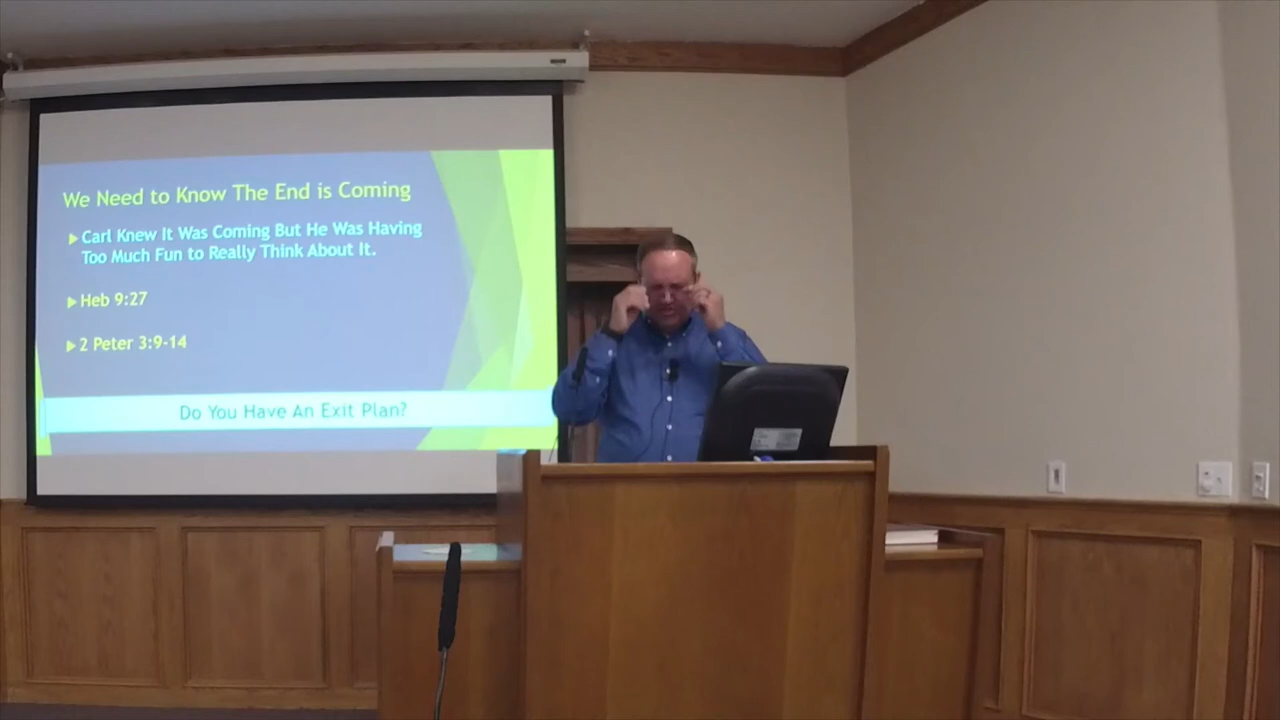 We Need to Know The End is Coming
Carl Knew It Was Coming But He Was Having
Too Much Fun to Really Think About It.
Heb 9:27
2 Peter 3:9-14
Do You Have An Exit Plan?